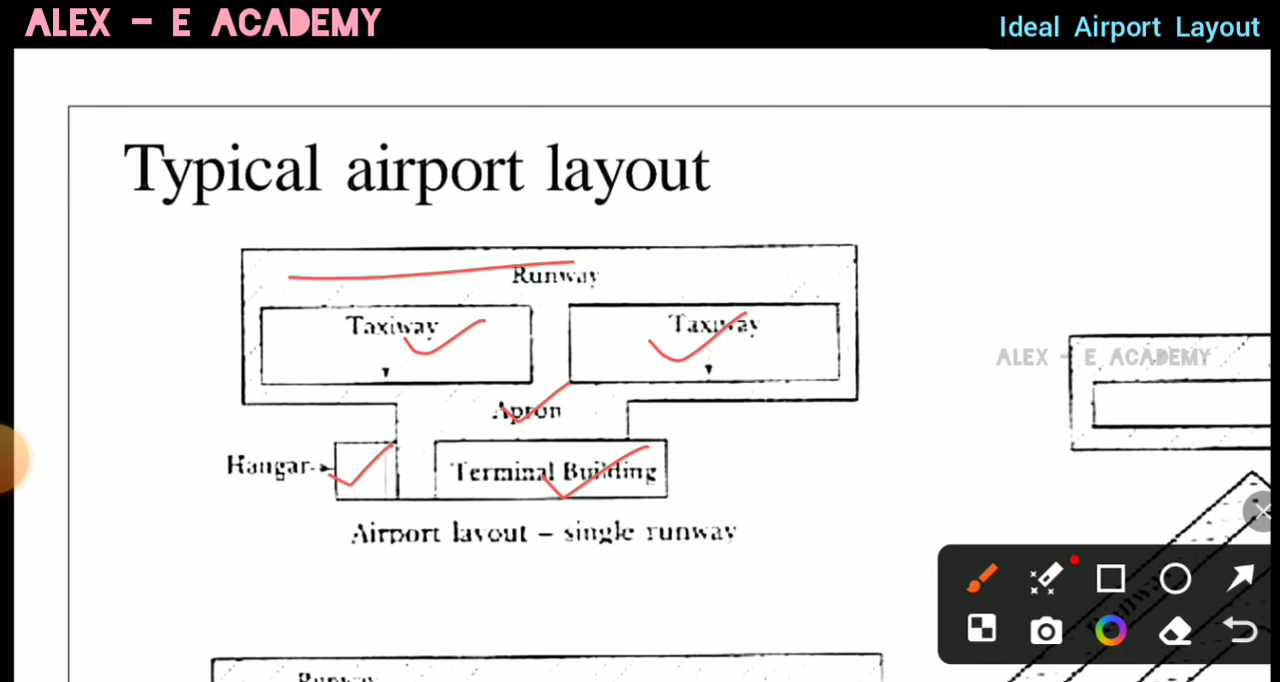 ALEX - E ACADEMY
Ideal Airport Layout
Typical airport layout
Runway
Taxiway
Taxiway
ALEX - E ACADEMY
Apron
Hangar
Terminal Building
Airport layout – single runway
Runway